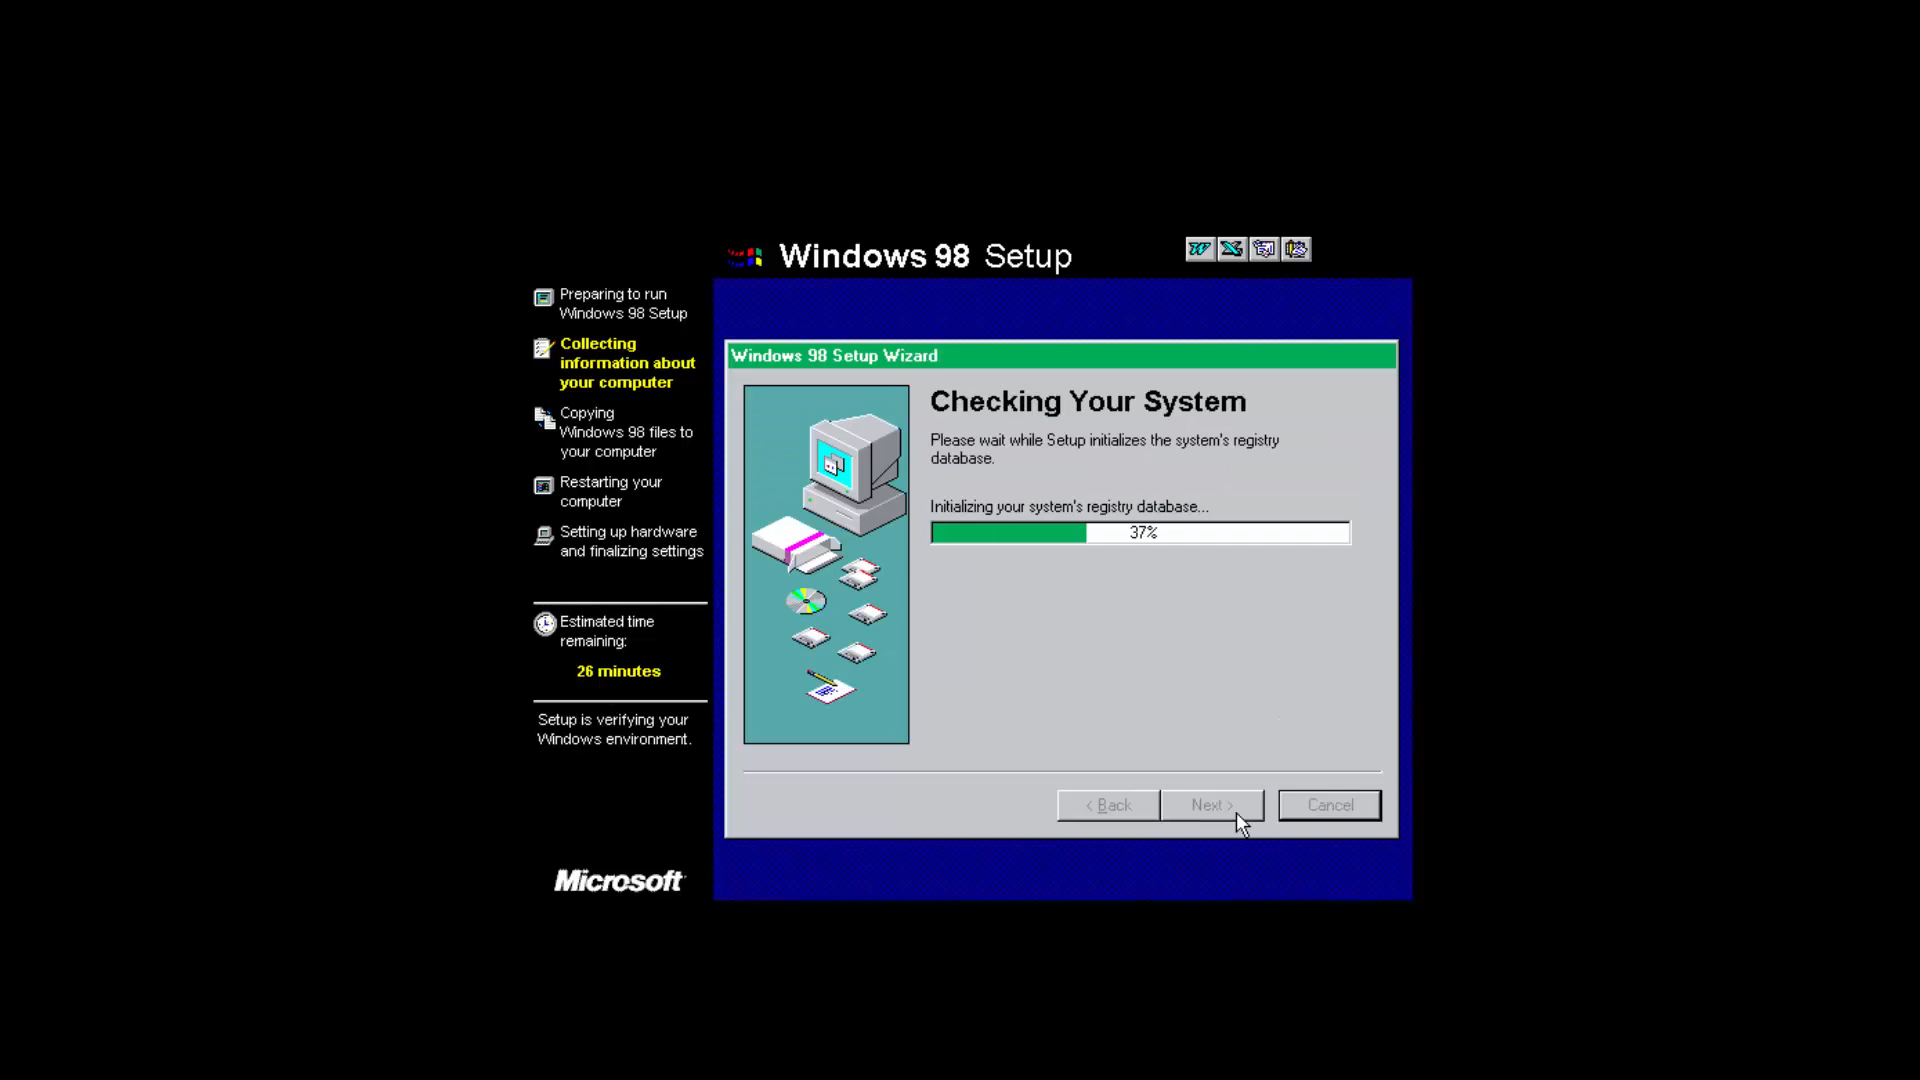 Windows 98 Setup
Preparing to run
Windows 98 Setup
Collecting
information about
your computer
Copying
Windows 98 files to
your computer
Restarting your
computer
Setting up hardware
and finalizing settings
Estimated time
remaining:
26 minutes
Setup is verifying your
Windows environment.
Microsoft
Windows 98 Setup Wizard
Checking Your System
Please wait while Setup initializes the system's registry
database.
Initializing your system's registry database...
37%
< Back
Next >
Cancel